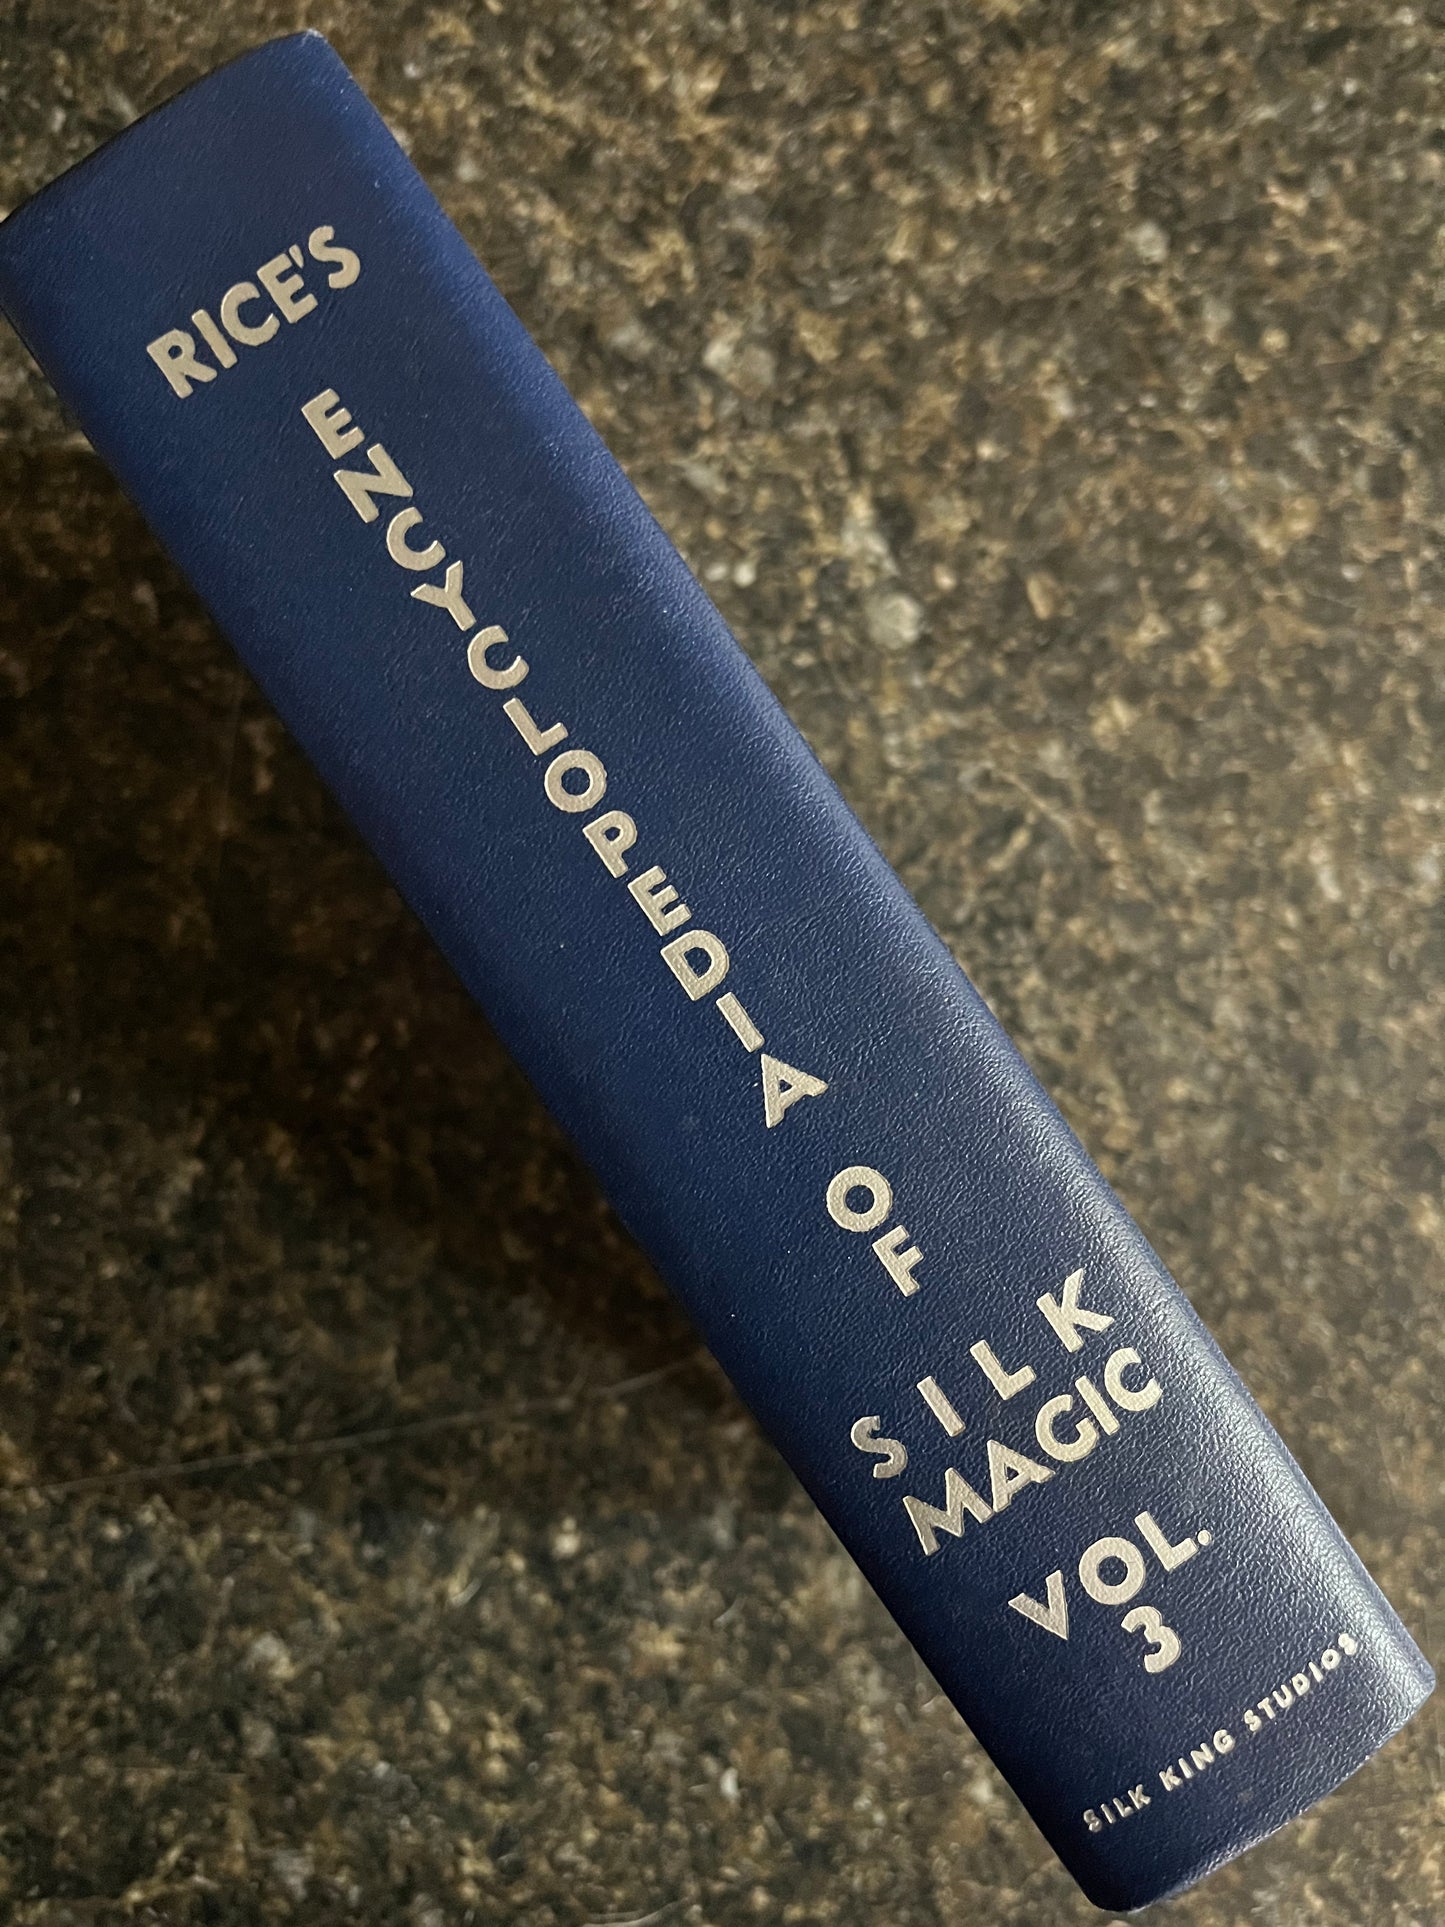 RICE'S
ENCYCLOPEDIA
OF
SILK
MAGIC
VOL.
3
SILK KING STUDIOS